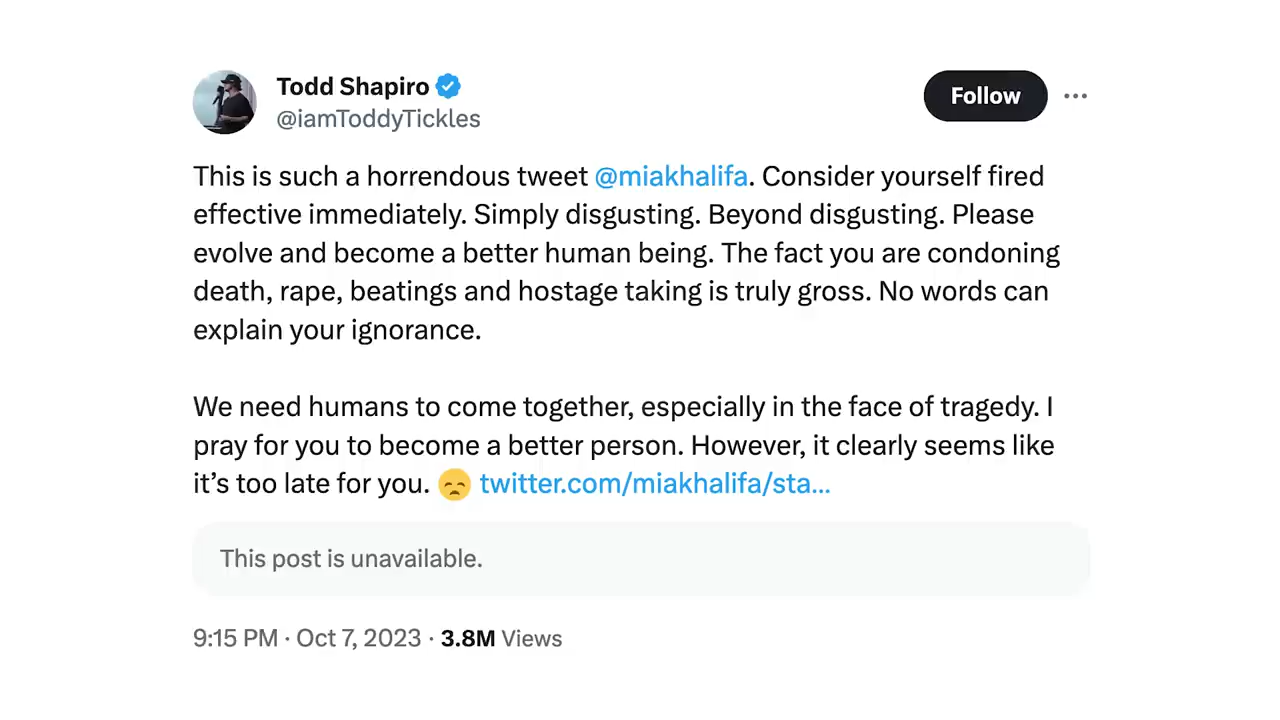 Todd Shapiro
@iamToddyTickles
Follow
This is such a horrendous tweet @miakhalifa. Consider yourself fired
effective immediately. Simply disgusting. Beyond disgusting. Please
evolve and become a better human being. The fact you are condoning
death, rape, beatings and hostage taking is truly gross. No words can
explain your ignorance.
We need humans to come together, especially in the face of tragedy. I
pray for you to become a better person. However, it clearly seems like
it’s too late for you. 😞 twitter.com/miakhalifa/sta…
This post is unavailable.
9:15 PM · Oct 7, 2023 · 3.8M Views